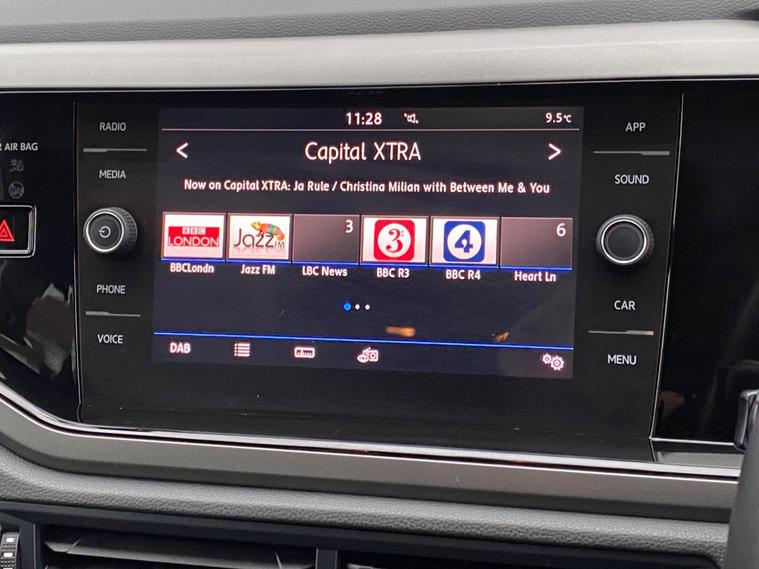 RADIO
MEDIA
PHONE
VOICE
AIR BAG
11:28
9.5°C
<
Capital XTRA
>
Now on Capital XTRA: Ja Rule / Christina Milian with Between Me & You
BBC
LONDON
BBCLondn
Jazz FM
Jazz FM
3
LBC News
3
BBC R3
4
BBC R4
6
Heart Ln
DAB
APP
SOUND
CAR
MENU